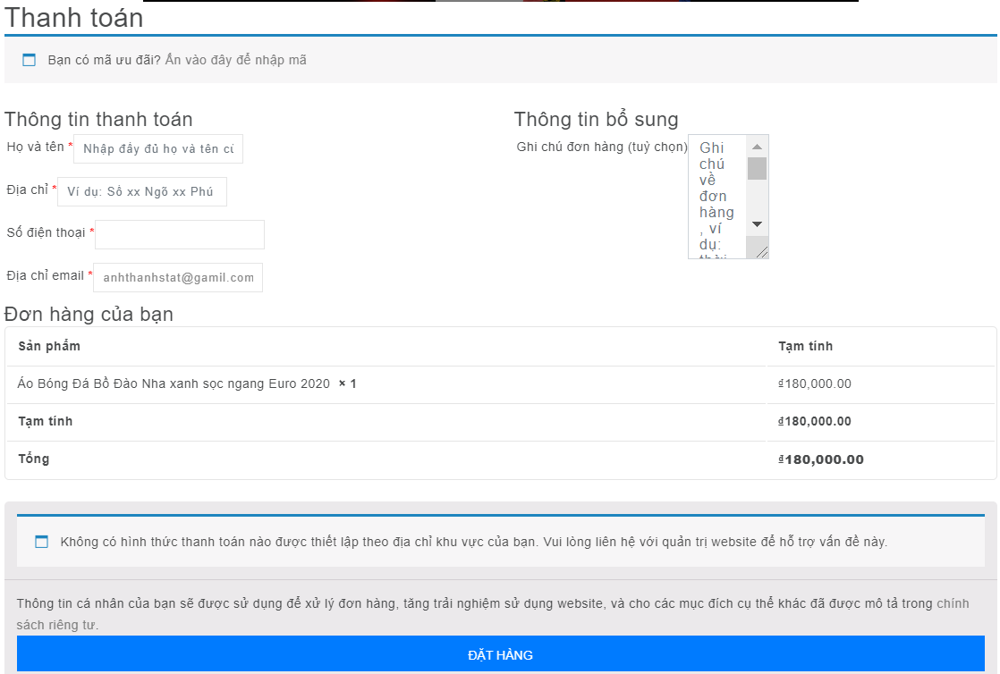 Thanh toán
Bạn có mã ưu đãi? Ấn vào đây để nhập mã
Thông tin thanh toán
Họ và tên * Nhập đầy đủ họ và tên củ
Địa chỉ * Ví dụ: Số xx Ngõ xx Phú
Số điện thoại *
Địa chỉ email * anhthanhstat@gamil.com
Thông tin bổ sung
Ghi chú đơn hàng (tuỳ chọn)
Ghi
chú
về
đơn
hàng
, ví
dụ:
Đơn hàng của bạn
Sản phẩm Tạm tính
Áo Bóng Đá Bồ Đào Nha xanh sọc ngang Euro 2020 × 1 ₫180,000.00
Tạm tính ₫180,000.00
Tổng ₫180,000.00
Không có hình thức thanh toán nào được thiết lập theo địa chỉ khu vực của bạn. Vui lòng liên hệ với quản trị website để hỗ trợ vấn đề này.
Thông tin cá nhân của bạn sẽ được sử dụng để xử lý đơn hàng, tăng trải nghiệm sử dụng website, và cho các mục đích cụ thể khác đã được mô tả trong chính
sách riêng tư.
ĐẶT HÀNG